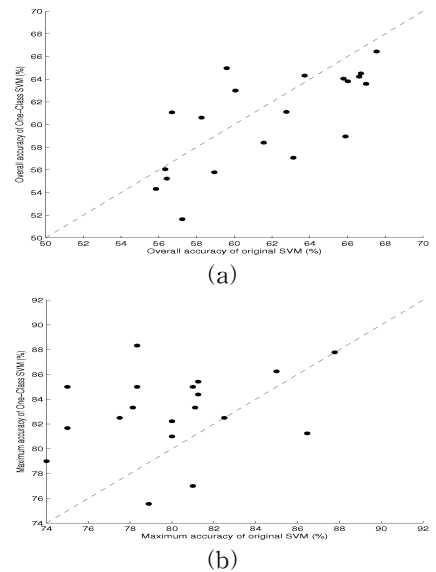 70
68
66
64
62
60
58
56
54
52
50
Overall accuracy of One-Class SVM (%)
50 52 54 56 58 60 62 64 66 68 70
Overall accuracy of original SVM (%)
(a)
92
90
88
86
84
82
80
78
76
74
Maximum accuracy of One-Class SVM (%)
74 76 78 80 82 84 86 88 90 92
Maximum accuracy of original SVM (%)
(b)